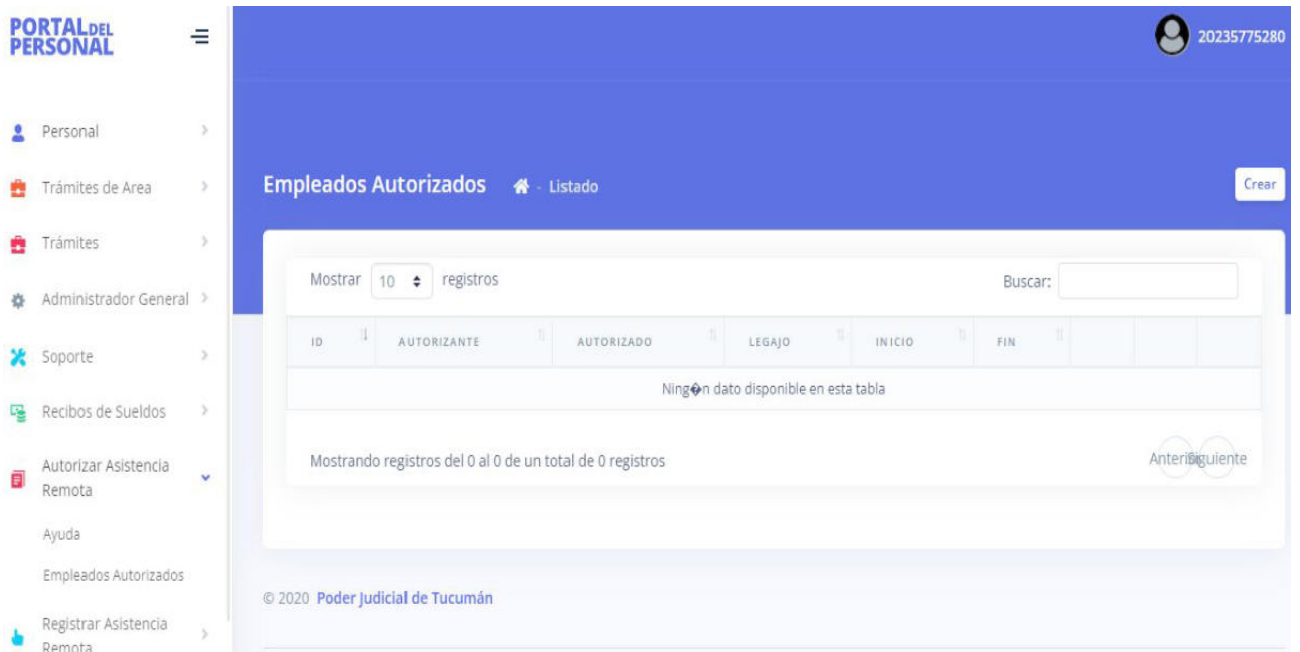 PORTAL DEL
PERSONAL
20235775280
Personal
Trámites de Area
Trámites
Administrador General
Soporte
Recibos de Sueldos
Autorizar Asistencia
Remota
Ayuda
Empleados Autorizados
Registrar Asistencia
Remota
Empleados Autorizados - Listado
Crear
Mostrar 10 registros
Buscar:
ID AUTORIZANTE AUTORIZADO LEGAJO INICIO FIN
Ning�n dato disponible en esta tabla
Mostrando registros del 0 al 0 de un total de 0 registros
Anterior Siguiente
© 2020 Poder Judicial de Tucumán